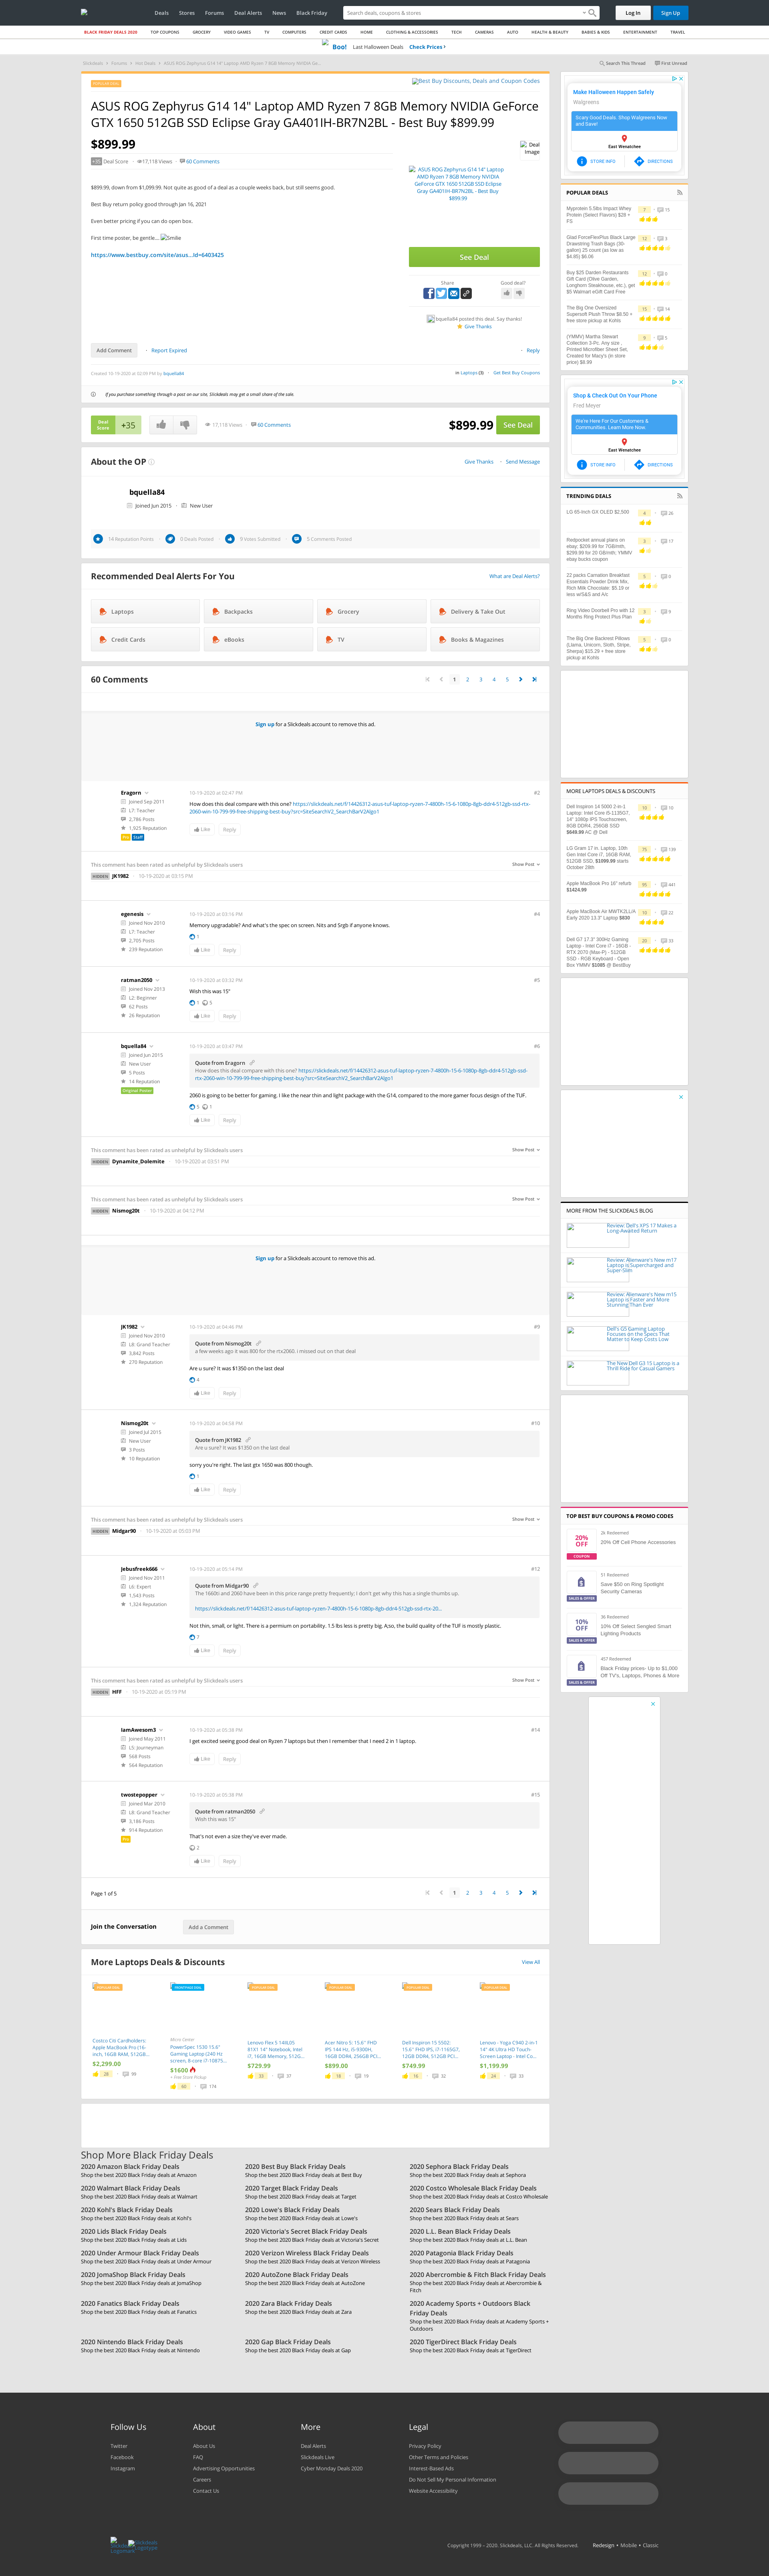 Deals Stores Forums Deal Alerts News Black Friday
Search deals, coupons & stores
Log In Sign Up
BLACK FRIDAY DEALS 2020 TOP COUPONS GROCERY VIDEO GAMES TV COMPUTERS CREDIT CARDS HOME CLOTHING & ACCESSORIES TECH CAMERAS AUTO HEALTH & BEAUTY BABIES & KIDS ENTERTAINMENT TRAVEL
Boo! Last Halloween Deals Check Prices
Slickdeals > Forums > Hot Deals > ASUS ROG Zephyrus G14 14" Laptop AMD Ryzen 7 8GB Memory NVIDIA Ge...
Search This Thread First Unread
POPULAR DEAL
Best Buy Discounts, Deals and Coupon Codes
ASUS ROG Zephyrus G14 14" Laptop AMD Ryzen 7 8GB Memory NVIDIA GeForce
GTX 1650 512GB SSD Eclipse Gray GA401IH-BR7N2BL - Best Buy $899.99
$899.99
Deal Image
+35 Deal Score 17,118 Views 60 Comments
ASUS ROG Zephyrus G14 14" Laptop
AMD Ryzen 7 8GB Memory NVIDIA
GeForce GTX 1650 512GB SSD Eclipse
Gray GA401IH-BR7N2BL - Best Buy
$899.99
$899.99, down from $1,099.99. Not quite as good of a deal as a couple weeks back, but still seems good.
Best Buy return policy good through Jan 16, 2021
Even better pricing if you can do open box.
First time poster, be gentle.... Smilie
https://www.bestbuy.com/site/asus...Id=6403425
See Deal
Share Good deal?
bquella84 posted this deal. Say thanks!
Give Thanks
Add Comment Report Expired Reply
Created 10-19-2020 at 02:09 PM by bquella84
in Laptops (3) Get Best Buy Coupons
If you purchase something through a post on our site, Slickdeals may get a small share of the sale.
Deal Score +35
17,118 Views 60 Comments
$899.99 See Deal
About the OP
Give Thanks Send Message
bquella84
Joined Jun 2015 New User
14 Reputation Points 0 Deals Posted 9 Votes Submitted 5 Comments Posted
Recommended Deal Alerts For You
What are Deal Alerts?
Laptops Backpacks Grocery Delivery & Take Out
Credit Cards eBooks TV Books & Magazines
60 Comments
1 2 3 4 5
Sign up for a Slickdeals account to remove this ad.
Eragorn
Joined Sep 2011
L7: Teacher
2,786 Posts
1,925 Reputation
Pro Staff
10-19-2020 at 02:47 PM #2
How does this deal compare with this one? https://slickdeals.net/f/14426312-asus-tuf-laptop-ryzen-7-4800h-15-6-1080p-8gb-ddr4-512gb-ssd-rtx-
2060-win-10-799-99-free-shipping-best-buy?src=SiteSearchV2_SearchBarV2Algo1
Like Reply
This comment has been rated as unhelpful by Slickdeals users
Show Post
HIDDEN JK1982 10-19-2020 at 03:15 PM
egenesis
Joined Nov 2010
L7: Teacher
2,705 Posts
239 Reputation
10-19-2020 at 03:16 PM #4
Memory upgradable? And what's the spec on screen. Nits and Srgb if anyone knows.
1
Like Reply
ratman2050
Joined Nov 2013
L2: Beginner
62 Posts
26 Reputation
10-19-2020 at 03:32 PM #5
Wish this was 15"
1 5
Like Reply
bquella84
Joined Jun 2015
New User
5 Posts
14 Reputation
Original Poster
10-19-2020 at 03:47 PM #6
Quote from Eragorn
How does this deal compare with this one? https://slickdeals.net/f/14426312-asus-tuf-laptop-ryzen-7-4800h-15-6-1080p-8gb-ddr4-512gb-ssd-
rtx-2060-win-10-799-99-free-shipping-best-buy?src=SiteSearchV2_SearchBarV2Algo1
2060 is going to be better for gaming. I like the near thin and light package with the G14, compared to the more gamer focus design of the TUF.
5 1
Like Reply
This comment has been rated as unhelpful by Slickdeals users
Show Post
HIDDEN Dynamite_Dolemite 10-19-2020 at 03:51 PM
This comment has been rated as unhelpful by Slickdeals users
Show Post
HIDDEN Nismog20t 10-19-2020 at 04:12 PM
Sign up for a Slickdeals account to remove this ad.
JK1982
Joined Nov 2010
L8: Grand Teacher
3,842 Posts
270 Reputation
10-19-2020 at 04:46 PM #9
Quote from Nismog20t
a few weeks ago it was 800 for the rtx2060. i missed out on that deal
Are u sure? It was $1350 on the last deal
4
Like Reply
Nismog20t
Joined Jul 2015
New User
3 Posts
10 Reputation
10-19-2020 at 04:58 PM #10
Quote from JK1982
Are u sure? It was $1350 on the last deal
sorry you're right. The last gtx 1650 was 800 though.
1
Like Reply
This comment has been rated as unhelpful by Slickdeals users
Show Post
HIDDEN Midgar90 10-19-2020 at 05:03 PM
Jebusfreek666
Joined Nov 2011
L6: Expert
1,543 Posts
1,324 Reputation
10-19-2020 at 05:14 PM #12
Quote from Midgar90
The 1660ti and 2060 have been in this price range pretty frequently; I don't get why this has a single thumbs up.
https://slickdeals.net/f/14426312-asus-tuf-laptop-ryzen-7-4800h-15-6-1080p-8gb-ddr4-512gb-ssd-rtx-20...
Not thin, small, or light. There is a permium on portability. 1.5 lbs less is pretty big. Aso, the build quality of the TUF is mostly plastic.
7
Like Reply
This comment has been rated as unhelpful by Slickdeals users
Show Post
HIDDEN HFF 10-19-2020 at 05:19 PM
IamAwesom3
Joined May 2011
L5: Journeyman
568 Posts
564 Reputation
10-19-2020 at 05:38 PM #14
I get excited seeing good deal on Ryzen 7 laptops but then I remember that I need 2 in 1 laptop.
Like Reply
twostepopper
Joined Mar 2010
L8: Grand Teacher
3,186 Posts
914 Reputation
Pro
10-19-2020 at 05:38 PM #15
Quote from ratman2050
Wish this was 15"
That's not even a size they've ever made.
2
Like Reply
Page 1 of 5
1 2 3 4 5
Join the Conversation Add a Comment
More Laptops Deals & Discounts
View All
POPULAR DEAL FRONTPAGE DEAL POPULAR DEAL POPULAR DEAL POPULAR DEAL POPULAR DEAL
Costco Citi Cardholders: Apple MacBook Pro (16-inch, 16GB RAM, 512GB...
$2,299.00
28 99
Micro Center
PowerSpec 1530 15.6" Gaming Laptop (240 Hz screen, 8-core i7-10875...
$1600
+ Free Store Pickup
60 174
Lenovo Flex 5 14IIL05 81X1 14" Notebook, Intel i7, 16GB Memory, 512G...
$729.99
33 37
Acer Nitro 5: 15.6" FHD IPS 144 Hz, i5-9300H, 16GB DDR4, 256GB PCI...
$899.00
18 19
Dell Inspiron 15 5502: 15.6" FHD IPS, i7-1165G7, 12GB DDR4, 512GB PCI...
$749.99
16 32
Lenovo - Yoga C940 2-in-1 14" 4K Ultra HD Touch-Screen Laptop - Intel Co...
$1,199.99
24 33
Shop More Black Friday Deals
2020 Amazon Black Friday Deals
Shop the best 2020 Black Friday deals at Amazon
2020 Best Buy Black Friday Deals
Shop the best 2020 Black Friday deals at Best Buy
2020 Sephora Black Friday Deals
Shop the best 2020 Black Friday deals at Sephora
2020 Walmart Black Friday Deals
Shop the best 2020 Black Friday deals at Walmart
2020 Target Black Friday Deals
Shop the best 2020 Black Friday deals at Target
2020 Costco Wholesale Black Friday Deals
Shop the best 2020 Black Friday deals at Costco Wholesale
2020 Kohl's Black Friday Deals
Shop the best 2020 Black Friday deals at Kohl's
2020 Lowe's Black Friday Deals
Shop the best 2020 Black Friday deals at Lowe's
2020 Sears Black Friday Deals
Shop the best 2020 Black Friday deals at Sears
2020 Lids Black Friday Deals
Shop the best 2020 Black Friday deals at Lids
2020 Victoria's Secret Black Friday Deals
Shop the best 2020 Black Friday deals at Victoria's Secret
2020 L.L. Bean Black Friday Deals
Shop the best 2020 Black Friday deals at L.L. Bean
2020 Under Armour Black Friday Deals
Shop the best 2020 Black Friday deals at Under Armour
2020 Verizon Wireless Black Friday Deals
Shop the best 2020 Black Friday deals at Verizon Wireless
2020 Patagonia Black Friday Deals
Shop the best 2020 Black Friday deals at Patagonia
2020 JomaShop Black Friday Deals
Shop the best 2020 Black Friday deals at JomaShop
2020 AutoZone Black Friday Deals
Shop the best 2020 Black Friday deals at AutoZone
2020 Abercrombie & Fitch Black Friday Deals
Shop the best 2020 Black Friday deals at Abercrombie & Fitch
2020 Fanatics Black Friday Deals
Shop the best 2020 Black Friday deals at Fanatics
2020 Zara Black Friday Deals
Shop the best 2020 Black Friday deals at Zara
2020 Academy Sports + Outdoors Black Friday Deals
Shop the best 2020 Black Friday deals at Academy Sports + Outdoors
2020 Nintendo Black Friday Deals
Shop the best 2020 Black Friday deals at Nintendo
2020 Gap Black Friday Deals
Shop the best 2020 Black Friday deals at Gap
2020 TigerDirect Black Friday Deals
Shop the best 2020 Black Friday deals at TigerDirect
Make Halloween Happen Safely
Walgreens
Scary Good Deals. Shop Walgreens Now and Save!
East Wenatchee
STORE INFO DIRECTIONS
POPULAR DEALS
Myprotein 5.5lbs Impact Whey Protein (Select Flavors) $28 + FS
7 15
Glad ForceFlexPlus Black Large Drawstring Trash Bags (30-gallon) 25 count (as low as $4.85) $6.06
12 3
Buy $25 Darden Restaurants Gift Card (Olive Garden, Longhorn Steakhouse, etc.), get $5 Walmart eGift Card Free
12 0
The Big One Oversized Supersoft Plush Throw $8.50 + free store pickup at Kohls
15 14
(YMMV) Martha Stewart Collection 3-Pc. Any size , Printed Microfiber Sheet Set, Created for Macy's (in store price) $8.99
9 5
Shop & Check Out On Your Phone
Fred Meyer
We're Here For Our Customers & Communities. Learn More Now
East Wenatchee
STORE INFO DIRECTIONS
TRENDING DEALS
LG 65-inch GX OLED $2,500
4 26
Redpocket annual plans on ebay; $209.99 for 7GB/mth, $289.99 for 20 GB/mth; YMMV ebay bucks coupon
3 17
22 packs Carnation Breakfast Essentials Powder Drink Mix, Rich Milk Chocolate: $5.19 or less w/S&S and A/c
5 0
Ring Video Doorbell Pro with 12 Months Ring Protect Plus Plan
3 9
The Big One Backrest Pillows (Llama, Unicorn, Sloth, Stripe, Sherpa) $15.29 + free store pickup at Kohls
5 0
MORE LAPTOPS DEALS & DISCOUNTS
Dell Inspiron 14 5000 2-in-1 Laptop: Intel Core i5-1135G7, 14" 1080p IPS Touchscreen, 8GB DDR4, 256GB SSD $649.99 AC @ Dell
10 10
LG Gram 17 in. Laptop, 10th Gen Intel Core i7, 16GB RAM, 512GB SSD, $1099.99 starts October 28th
76 139
Apple MacBook Pro 16" refurb $1424.99
95 441
Apple MacBook Air MWTK2LL/A Early 2020 13.3" Laptop $830
10 22
Dell G7 17.3" 300Hz Gaming Laptop - Intel Core i7 - 16GB - RTX 2070 (Max-P) - 512GB SSD - RGB Keyboard - Open Box YMMV $1085 @ BestBuy
20 33
MORE FROM THE SLICKDEALS BLOG
Review: Dell's XPS 17 Makes a Long-Awaited Return
Review: Alienware's New m17 Laptop is Supercharged and Super-Slim
Review: Alienware's New m15 Laptop is Faster and More Stunning Than Ever
Dell's G5 Gaming Laptop Focuses on the Specs That Matter to Keep Costs Low
The New Dell G3 15 Laptop is a Thrill Ride for Casual Gamers
TOP BEST BUY COUPONS & PROMO CODES
20% OFF COUPON
2k Redeemed
20% Off Cell Phone Accessories
SALES & OFFER
51 Redeemed
Save $50 on Ring Spotlight Security Cameras
10% OFF SALES & OFFER
36 Redeemed
10% Off Select Sengled Smart Lighting Products
SALES & OFFER
457 Redeemed
Black Friday prices: Up to $1,000 Off TV's, Laptops, Phones & More
Follow Us
Twitter
Facebook
Instagram
About
About Us
FAQ
Advertising Opportunities
Careers
Contact Us
More
Deal Alerts
Slickdeals Live
Cyber Monday Deals 2020
Legal
Privacy Policy
Other Terms and Policies
Interest-Based Ads
Do Not Sell My Personal Information
Website Accessibility
Slickdeals Logomark Slickdeals Logotype
Copyright 1999 - 2020. Slickdeals, LLC. All Rights Reserved. Redesign • Mobile • Classic